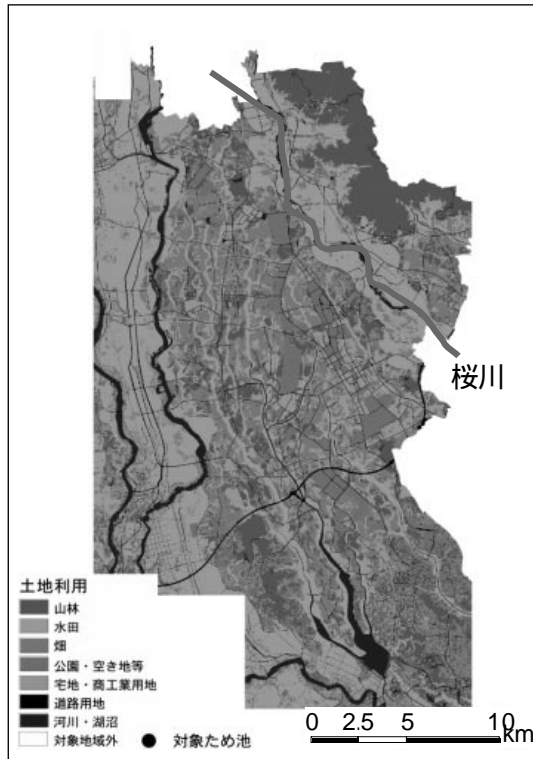 桜川
土地利用
山林
水田
畑
公園・空き地等
宅地・商工業用地
道路用地
河川・湖沼
対象地域外
対象ため池
0 2.5 5 10
km